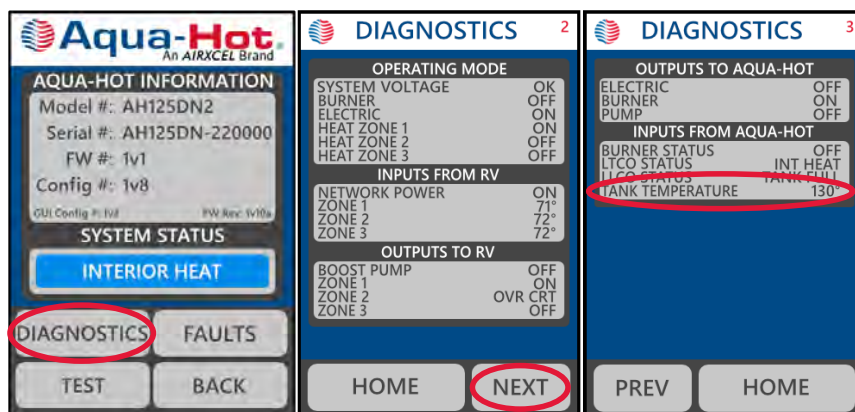 Aqua-Hot.
An AIRXCEL Brand
AQUA-HOT INFORMATION
Model #: AH125DN2
Serial #: AH125DN-220000
FW #: 1v1
Config #: 1v8
GUI Config #: 1v8 FW Rev: 1v10a
SYSTEM STATUS
INTERIOR HEAT
DIAGNOSTICS FAULTS
TEST BACK
DIAGNOSTICS 2
OPERATING MODE
SYSTEM VOLTAGE OK
BURNER OFF
ELECTRIC ON
HEAT ZONE 1 ON
HEAT ZONE 2 OFF
HEAT ZONE 3 OFF
INPUTS FROM RV
NETWORK POWER ON
ZONE 1 71°
ZONE 2 72°
ZONE 3 72°
OUTPUTS TO RV
BOOST PUMP OFF
ZONE 1 ON
ZONE 2 OVR CRT
ZONE 3 OFF
HOME NEXT
DIAGNOSTICS 3
OUTPUTS TO AQUA-HOT
ELECTRIC OFF
BURNER ON
PUMP OFF
INPUTS FROM AQUA-HOT
BURNER STATUS OFF
LTCO STATUS INT HEAT
LLCO STATUS TANK FULL
TANK TEMPERATURE 130°
PREV HOME